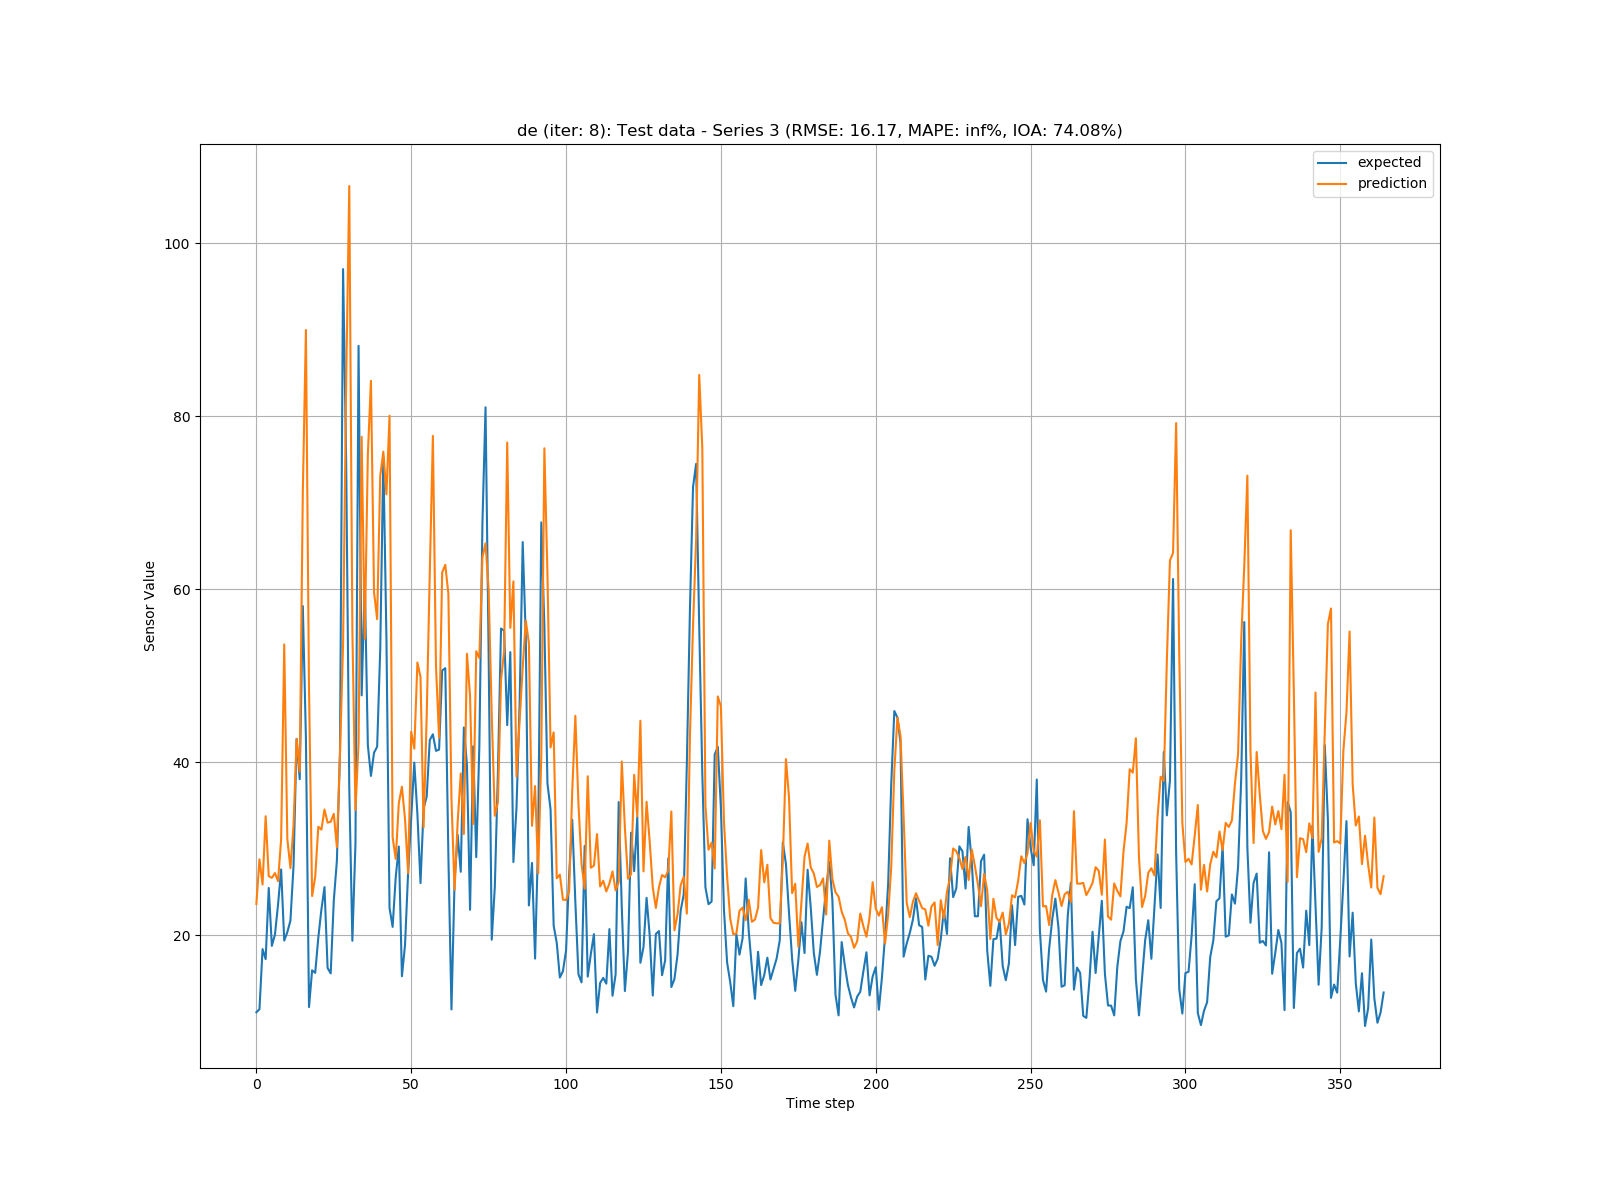 de (iter: 8): Test data - Series 3 (RMSE: 16.17, MAPE: inf%, IOA: 74.08%)
expected
prediction
100
80
60
40
20
Sensor Value
0 50 100 150 200 250 300 350
Time step